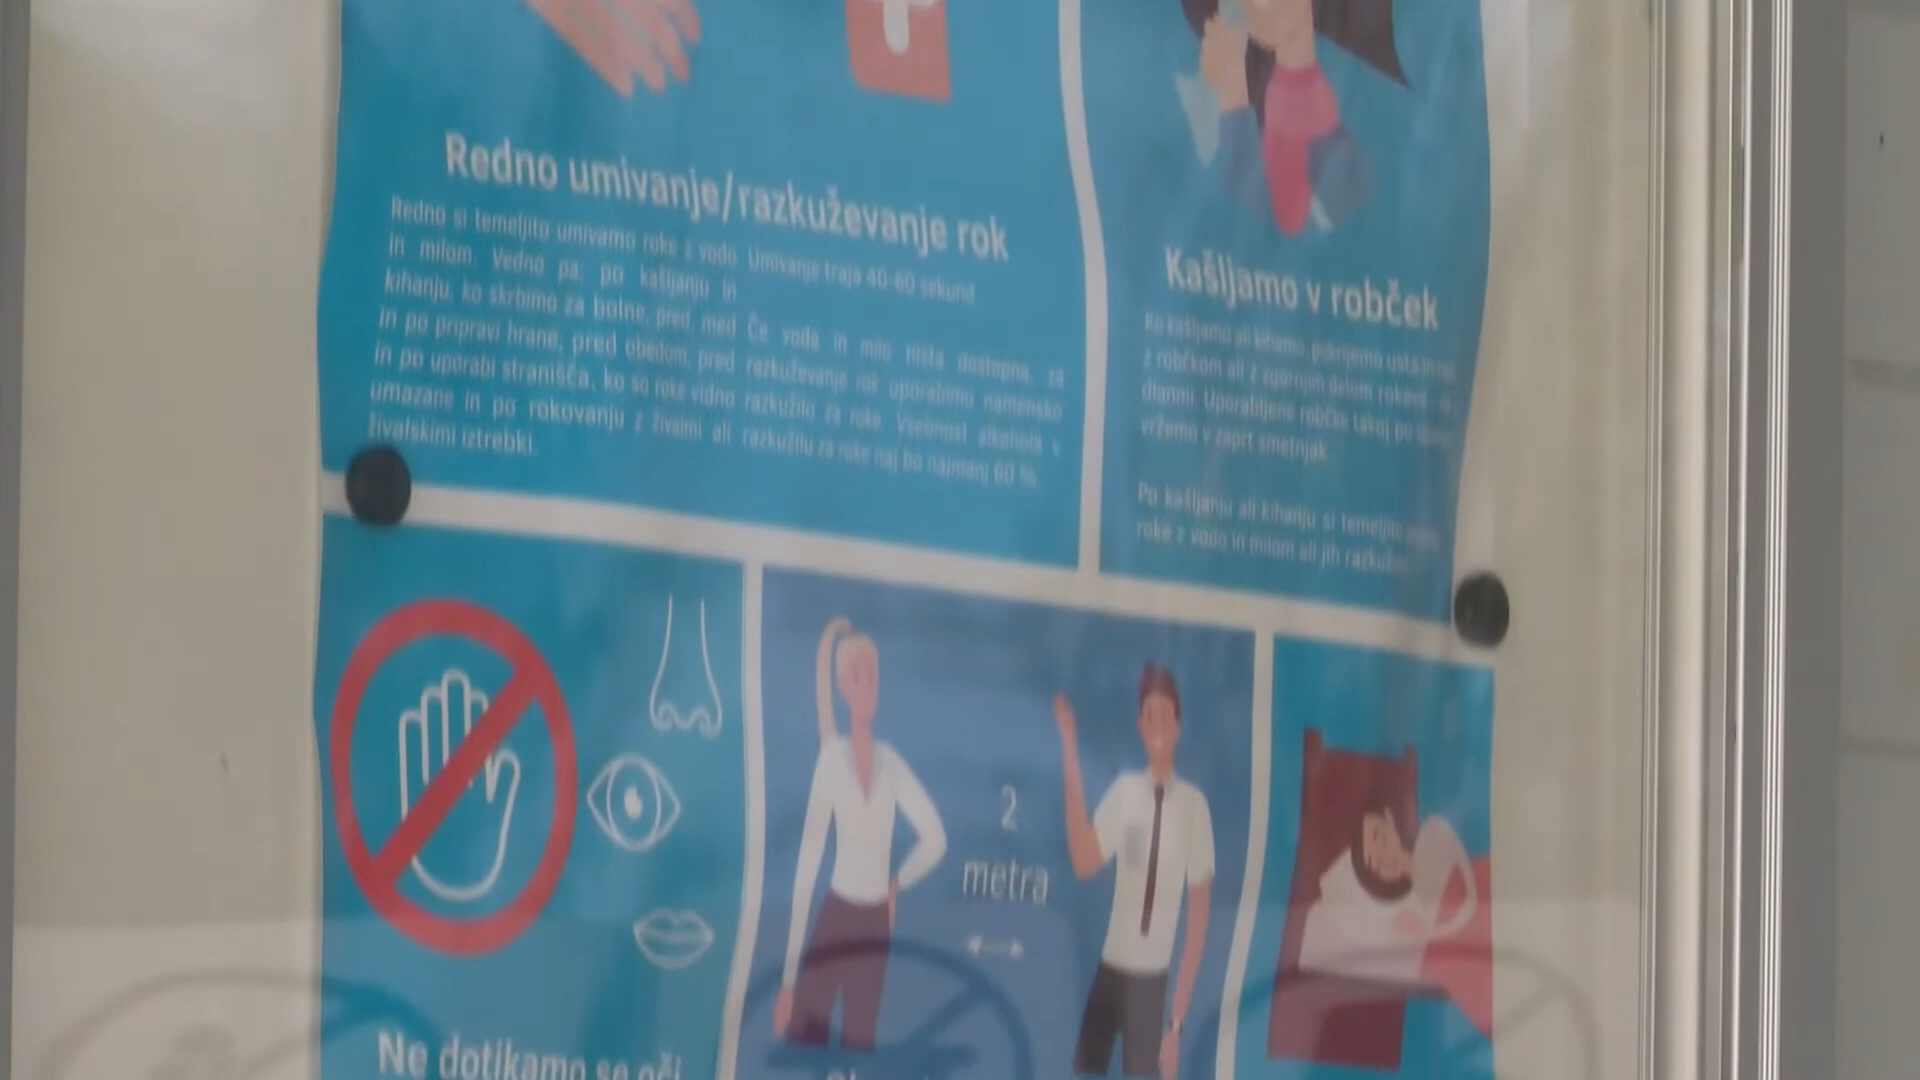 Redno umivanje/razkuževanje rok
Redno si temeljito umivamo roke z vodo
in milom. Vedno pa: po kašljanju in
kihanju, ko skrbimo za bolne, pred, med
in po pripravi hrane, pred obedom, pred
in po uporabi stranišča, ko so roke vidno
umazane in po rokovanju z živalmi ali
živalskimi iztrebki.
Umivanje traja 40-60 sekund.
Če voda in milo nista dostopna, za
razkuževanje rok uporabimo namensko
razkužilo za roke. Vsebnost alkohola v
razkužilu za roke naj bo najmanj 60 %.
Kašljamo v robček
Ko kašljamo ali kihamo, pokrijemo usta in
z robčkom ali z zgornjim delom rokava
dlanmi. Uporabljene robčke takoj po
vržemo v zaprt smetnjak.
Po kašljanju ali kihanju si temeljito
roke z vodo in milom ali jih
2
metra
Ne dotikamo se oči